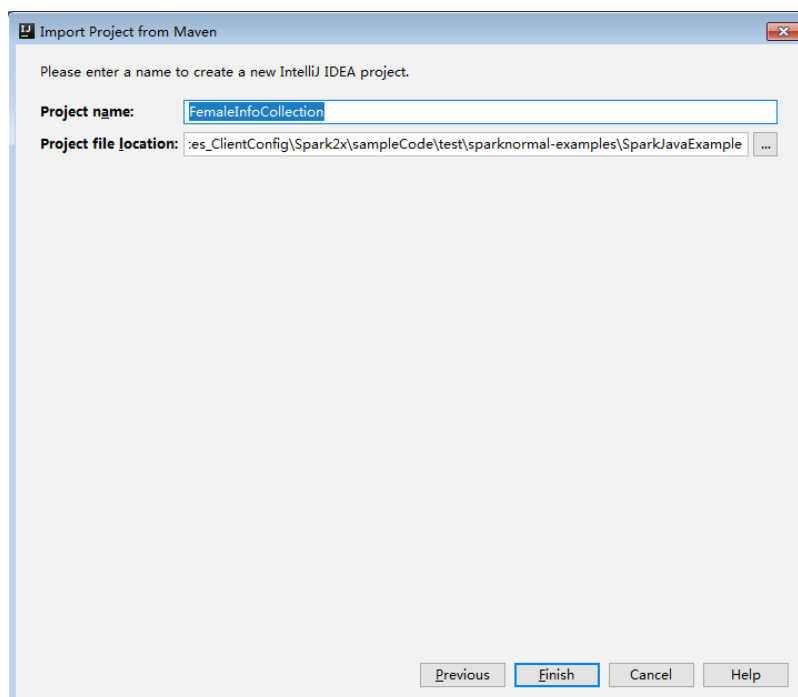 Import Project from Maven
Please enter a name to create a new IntelliJ IDEA project.
Project name: FemaleInfoCollection
Project file location: :es_ClientConfig\Spark2x\sampleCode\test\sparknormal-examples\SparkJavaExample ...
Previous Finish Cancel Help